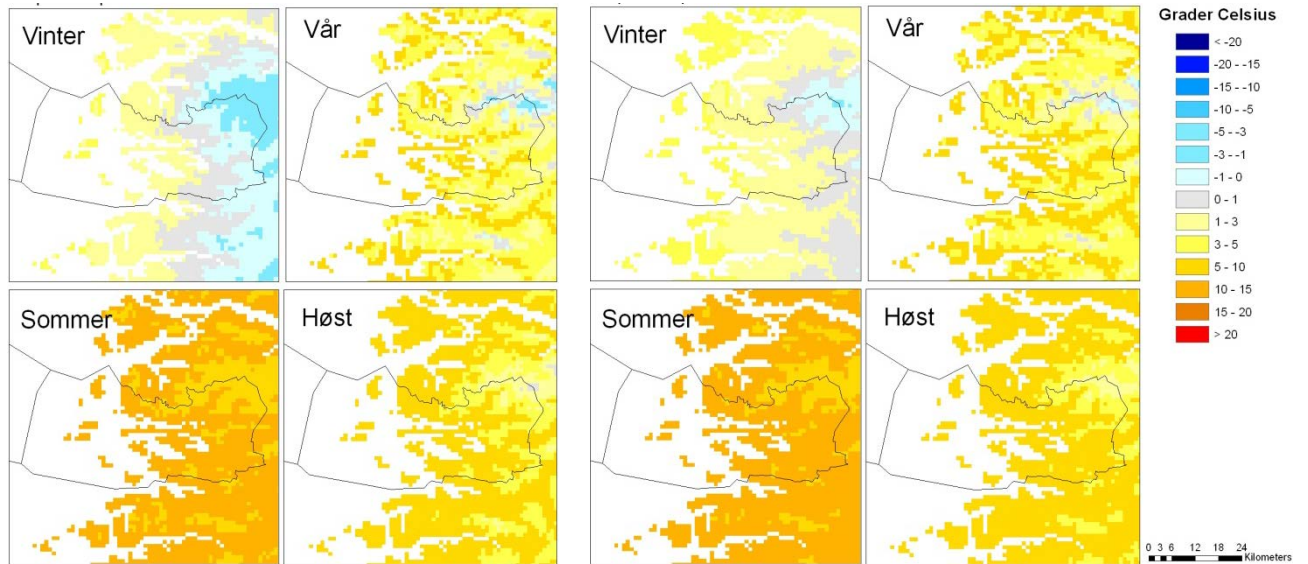 Vinter
Vår
Vinter
Vår
Sommer
Høst
Sommer
Høst
Grader Celsius
< -20
-20 - -15
-15 - -10
-10 - -5
-5 - -3
-3 - -1
-1 - 0
0 - 1
1 - 3
3 - 5
5 - 10
10 - 15
15 - 20
> 20
0 3 6 12 18 24
Kilometers